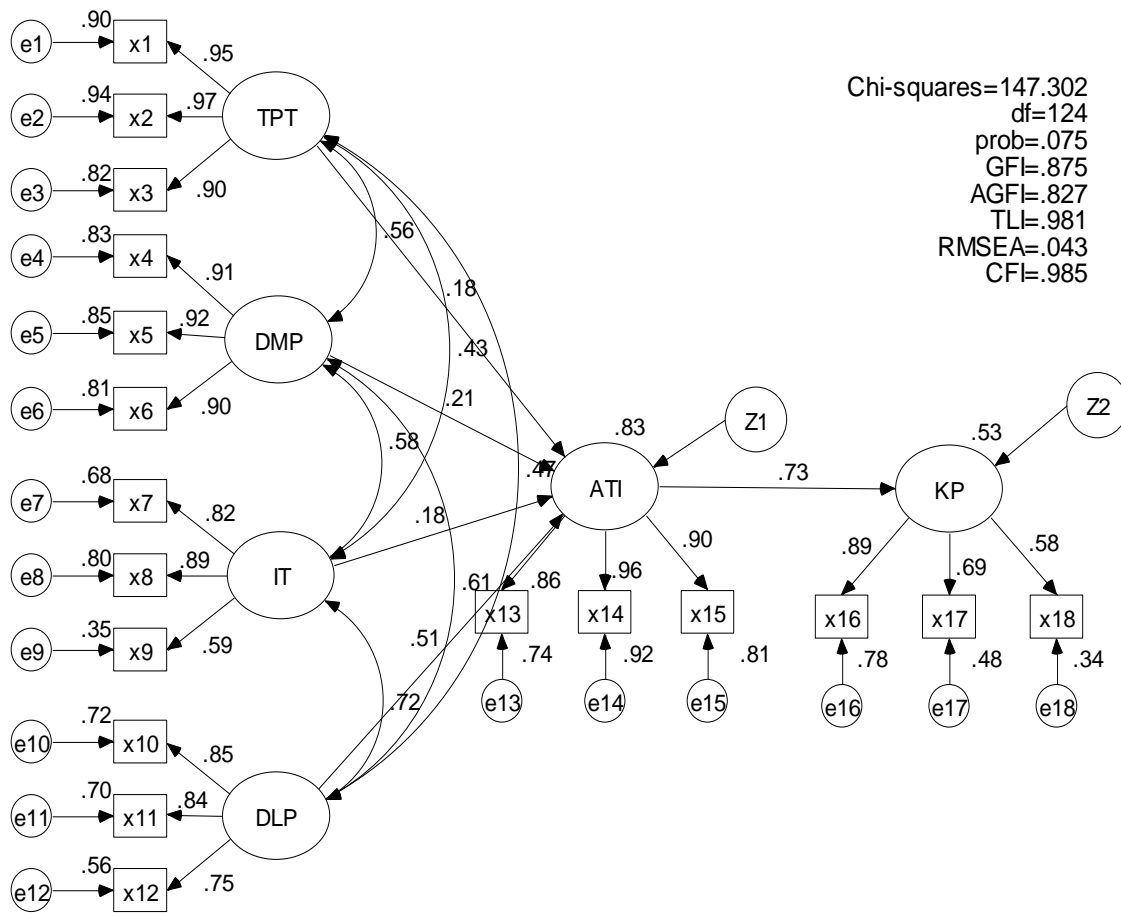 .90
e1
x1
.95
.94
e2
x2
.97
TPT
.82
e3
x3
.90
Chi-squares=147.302
df=124
prob=.075
GFI=.875
AGFI=.827
TLI=.981
RMSEA=.043
CFI=.985
.83
e4
x4
.56
.91
.18
.85
e5
x5
.92
DMP
.43
.81
e6
x6
.90
.21
.58
.47
.83
Z1
Z2
.53
ATI
.73
KP
.68
e7
x7
.82
.18
.80
e8
x8
.89
IT
.35
e9
x9
.59
.61
.86
.96
.90
.89
.69
.58
x13
x14
x15
x16
x17
x18
.51
.74
.92
.81
.78
.48
.34
e13
e14
e15
e16
e17
e18
.72
.72
e10
x10
.85
.70
e11
x11
.84
DLP
.56
e12
x12
.75